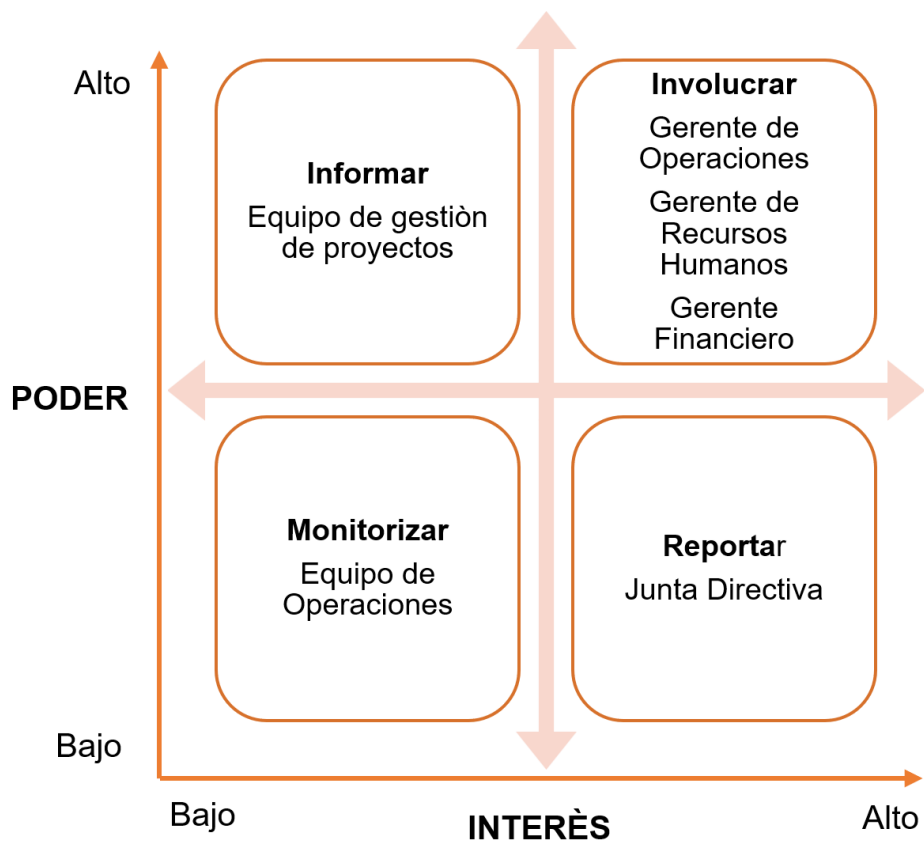 Alto
Informar
Equipo de gestiòn
de proyectos
Involucrar
Gerente de
Operaciones
Gerente de
Recursos
Humanos
Gerente
Financiero
PODER
Monitorizar
Equipo de
Operaciones
Reportar
Junta Directiva
Bajo
Bajo
INTERÈS
Alto